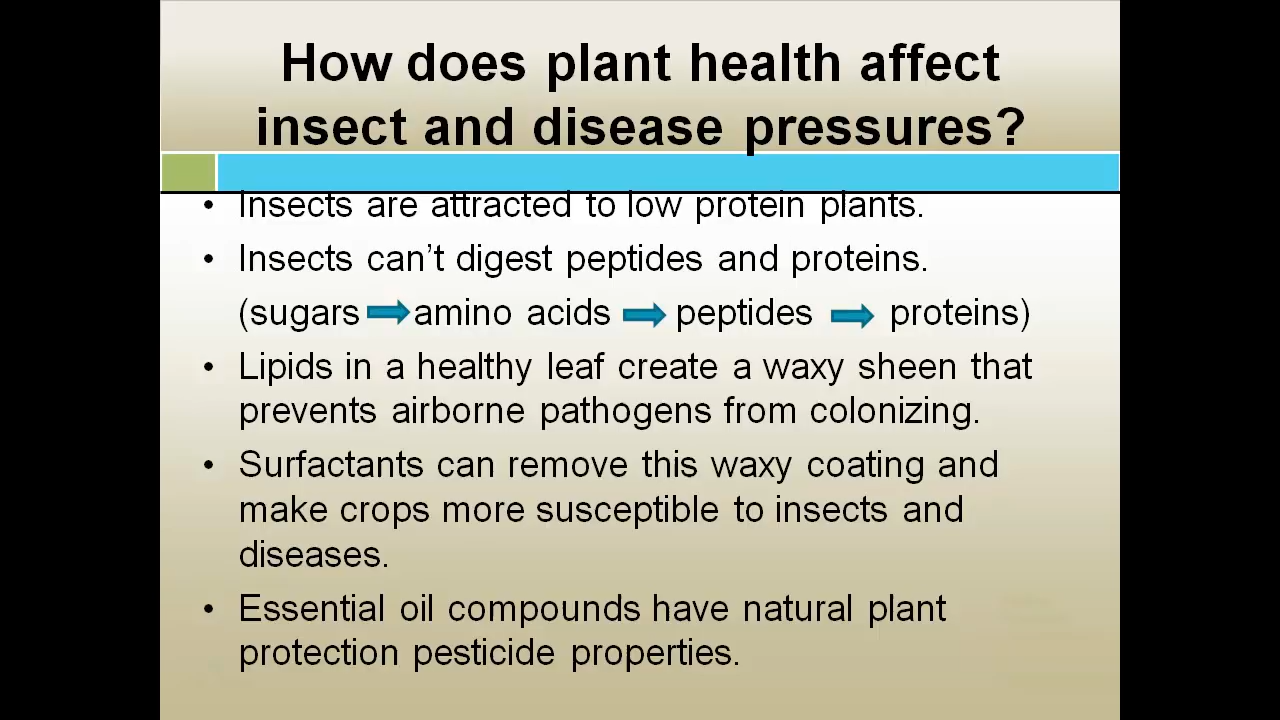 How does plant health affect
insect and disease pressures?
• Insects are attracted to low protein plants.
• Insects can’t digest peptides and proteins.
(sugars ➡ amino acids ➡ peptides ➡ proteins)
• Lipids in a healthy leaf create a waxy sheen that
prevents airborne pathogens from colonizing.
• Surfactants can remove this waxy coating and
make crops more susceptible to insects and
diseases.
• Essential oil compounds have natural plant
protection pesticide properties.